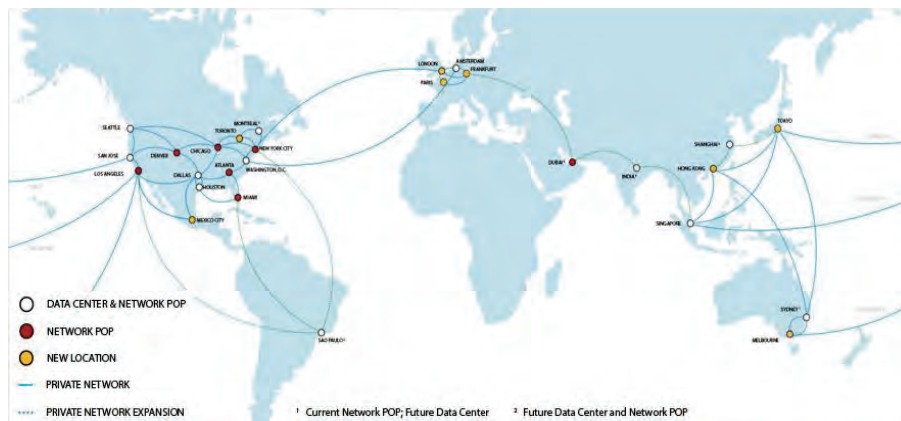 LONDON
AMSTERDAM
FRANKFURT
PARIS
MONTREAL
TORONTO
SEATTLE
NEW YORK CITY
CHICAGO
DENVER
SAN JOSE
ATLANTA
WASHINGTON, D.C.
LOS ANGELES
DALLAS
HOUSTON
MIAMI
MEXICO CITY
TOKYO
SHANGHAI
DUBAI
INDIA
HONG KONG
SINGAPORE
SAO PAULO
SYDNEY
MELBOURNE
DATA CENTER & NETWORK POP
NETWORK POP
NEW LOCATION
PRIVATE NETWORK
PRIVATE NETWORK EXPANSION
¹ Current Network POP; Future Data Center
² Future Data Center and Network POP